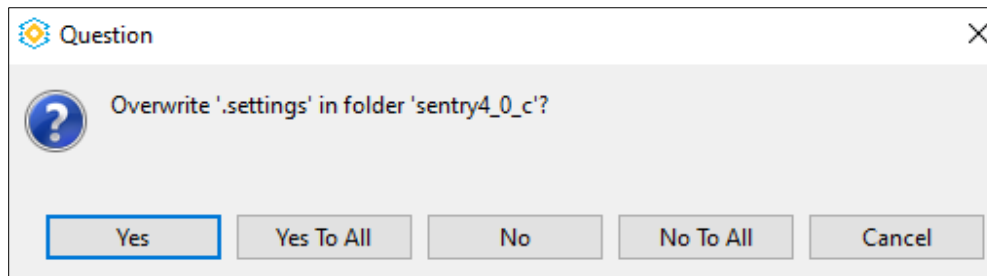 Question
Overwrite '.settings' in folder 'sentry4_0_c'?
Yes Yes To All No No To All Cancel